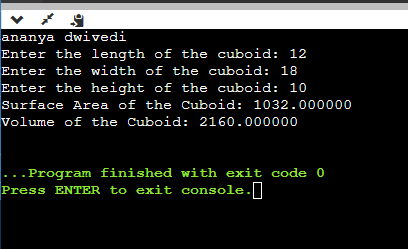 ananya dwivedi
Enter the length of the cuboid: 12
Enter the width of the cuboid: 18
Enter the height of the cuboid: 10
Surface Area of the Cuboid: 1032.000000
Volume of the Cuboid: 2160.000000
...Program finished with exit code 0
Press ENTER to exit console.